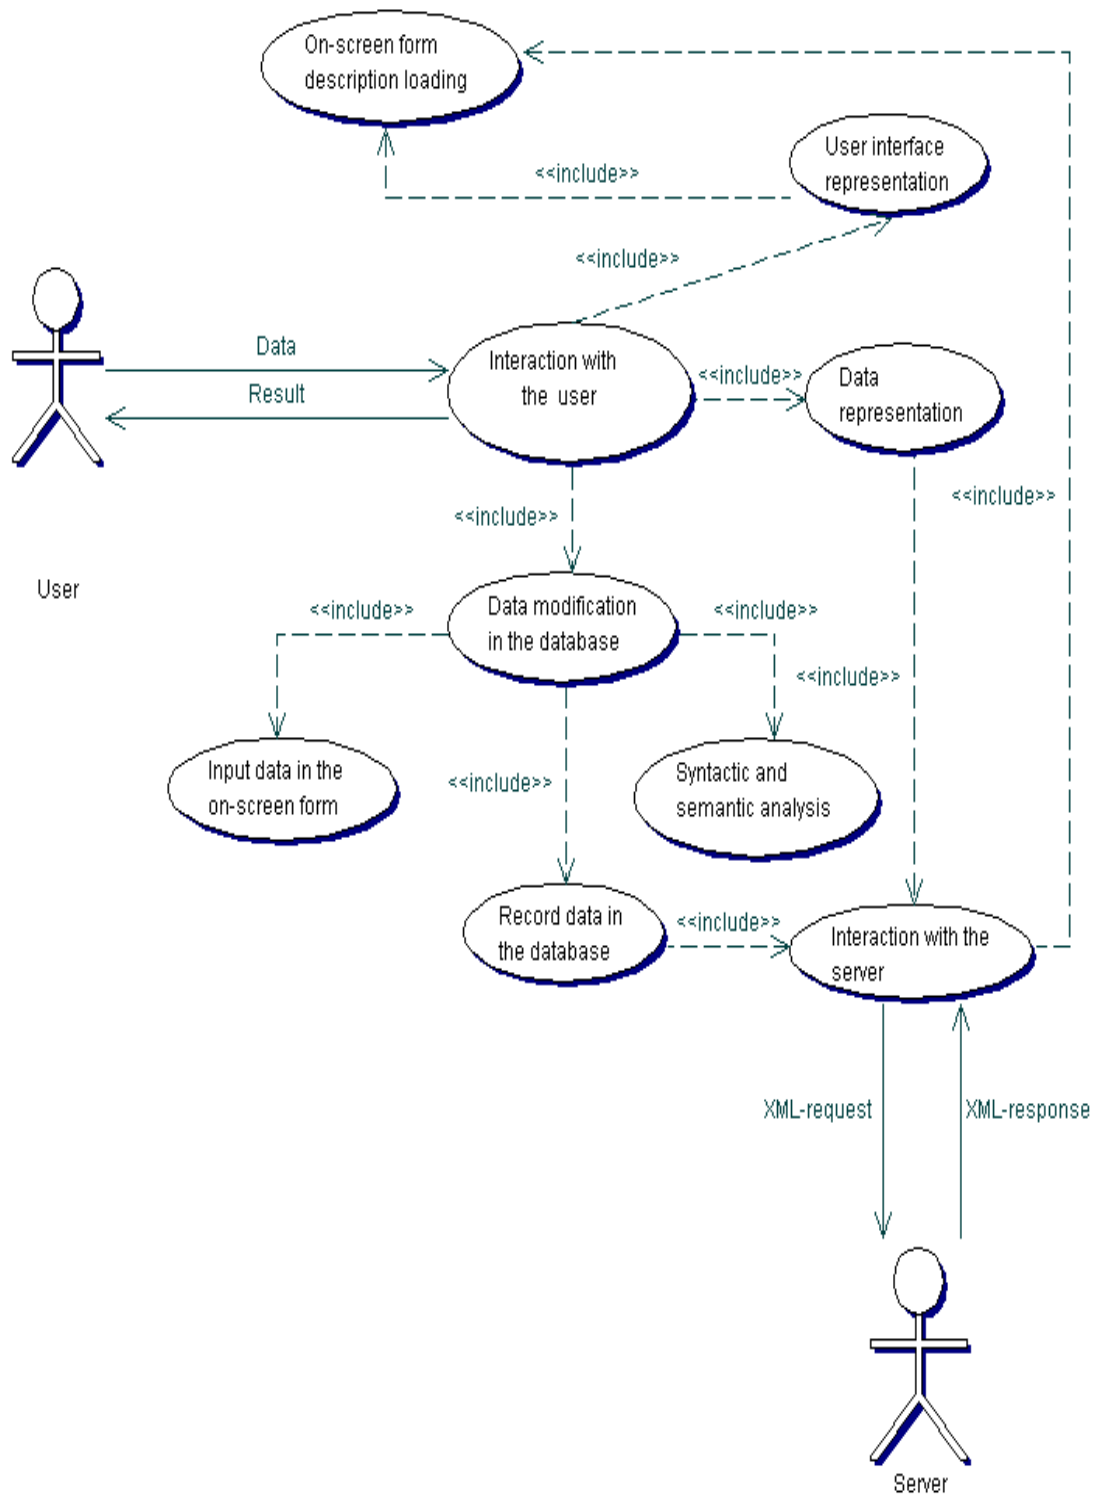 On-screen form
description loading
User interface
representation
<<include>>
<<include>>
Data
Result
Interaction with
the user
<<include>>
Data
representation
<<include>>
<<include>>
User
<<include>>
Data modification
in the database
<<include>>
<<include>>
Input data in the
on-screen form
<<include>>
Syntactic and
semantic analysis
Record data in
the database
<<include>>
Interaction with the
server
XML-request
XML-response
Server